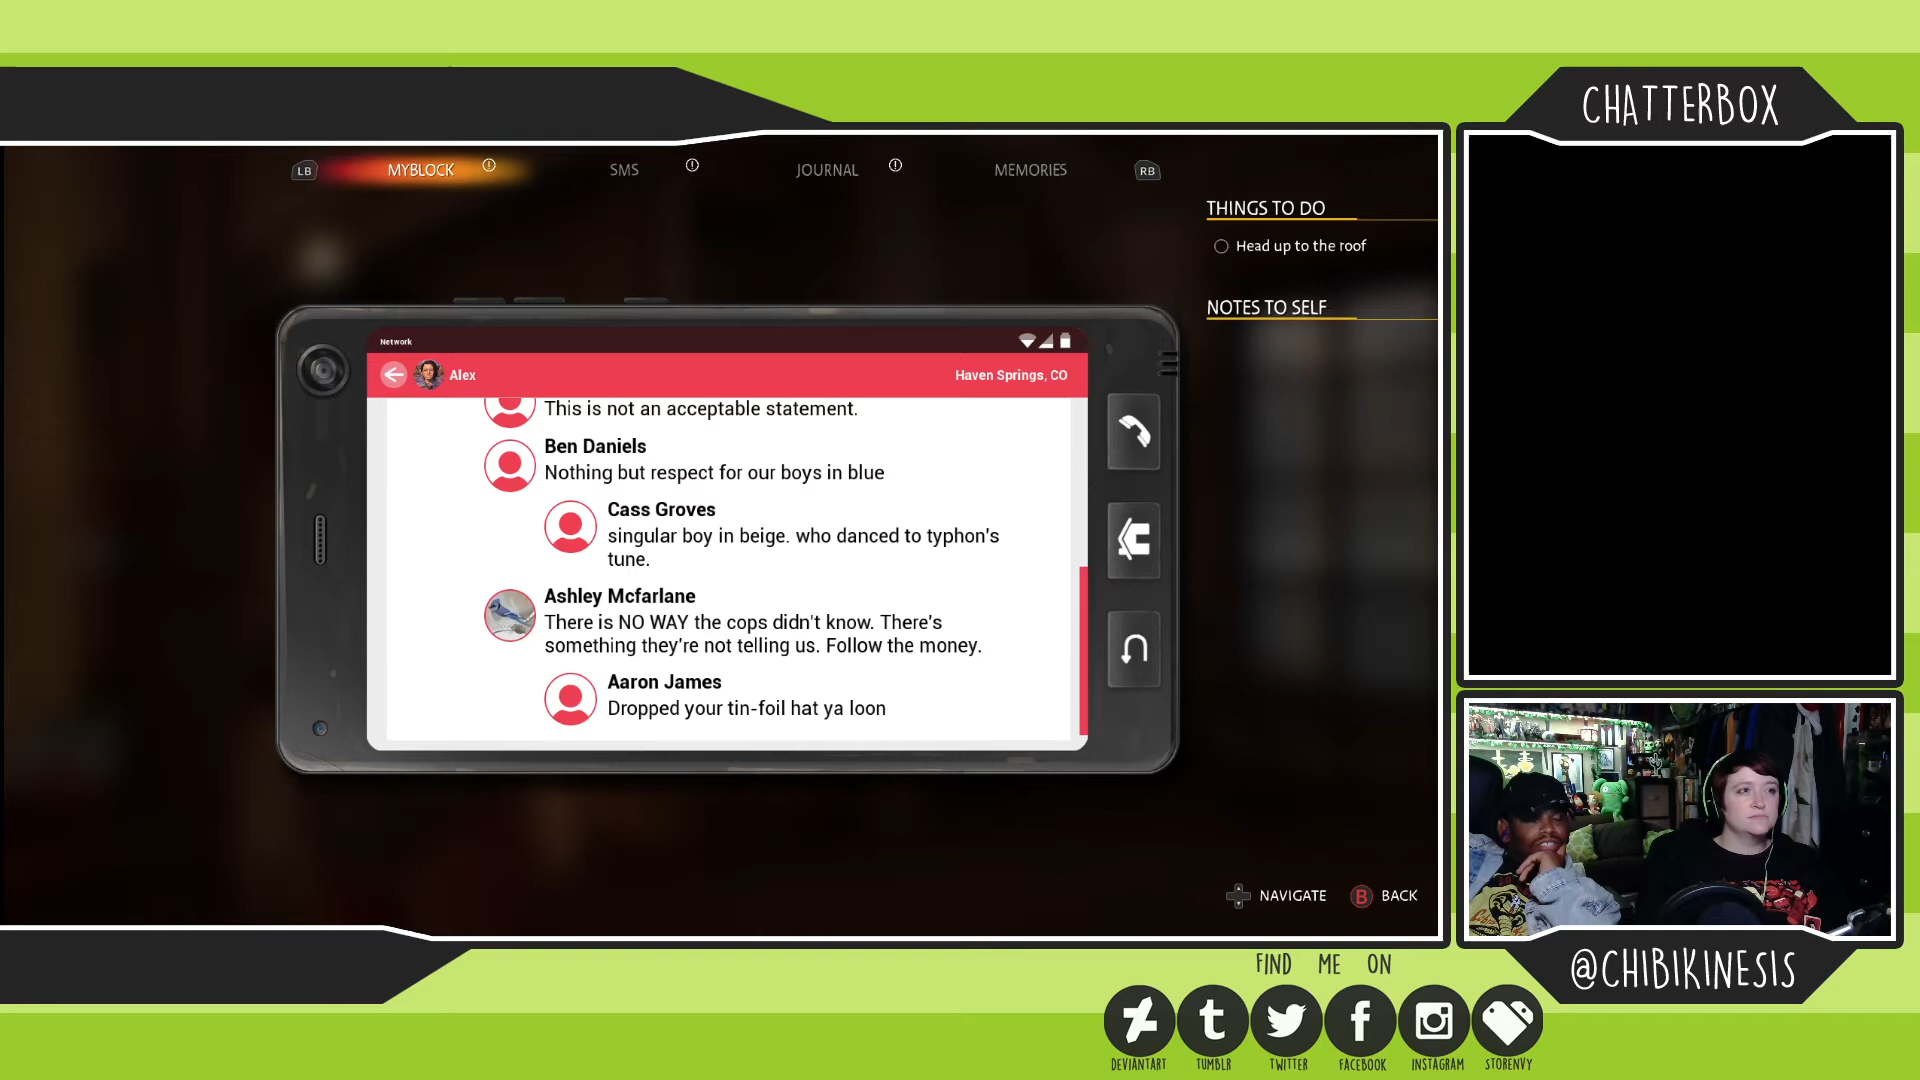 CHATTERBOX
LB
MYBLOCK
SMS
JOURNAL
MEMORIES
RB
THINGS TO DO
Head up to the roof
NOTES TO SELF
Network
Alex
Haven Springs, CO
This is not an acceptable statement.
Ben Daniels
Nothing but respect for our boys in blue
Cass Groves
singular boy in beige. who danced to typhon's
tune.
Ashley Mcfarlane
There is NO WAY the cops didn't know. There's
something they're not telling us. Follow the money.
Aaron James
Dropped your tin-foil hat ya loon
NAVIGATE
B BACK
@CHIBIKINESIS
FIND ME ON
DEVIANTART
TUMBLR
TWITTER
FACEBOOK
INSTAGRAM
STORENVY